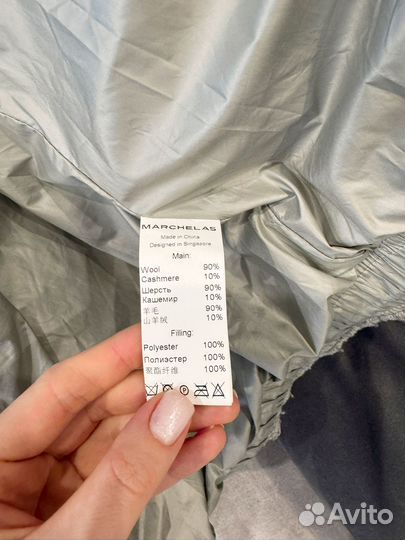 MARCHELAS
Made in China
Designed in Singapore
Main:
Wool 90%
Cashmere 10%
Шерсть 90%
Кашемир 10%
羊毛 90%
山羊绒 10%
Filling:
Polyester 100%
Полиэстер 100%
聚酯纤维 100%
Avito